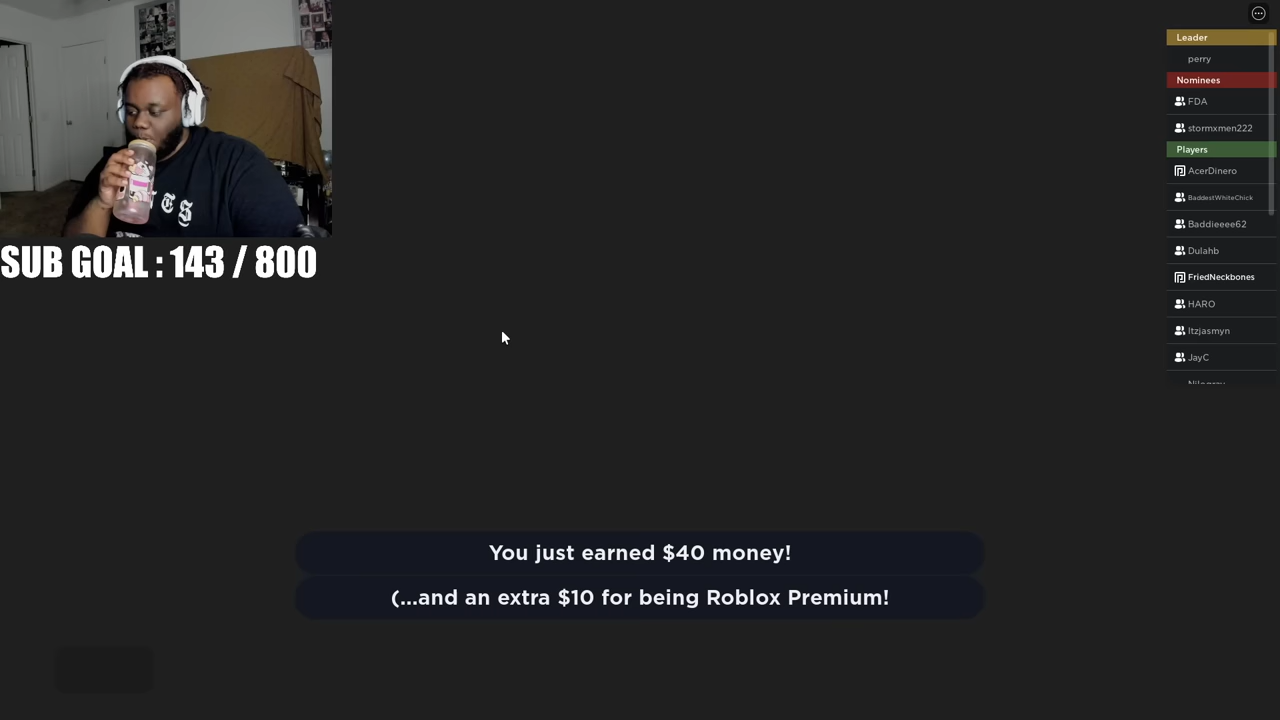 SUB GOAL : 143 / 800
Leader
perry
Nominees
FDA
stormxmen222
Players
AcerDinero
BaddestWhiteChick
Baddieeee62
Dulahb
FriedNeckbones
HARO
Itzjasmyn
JayC
You just earned $40 money!
(...and an extra $10 for being Roblox Premium!